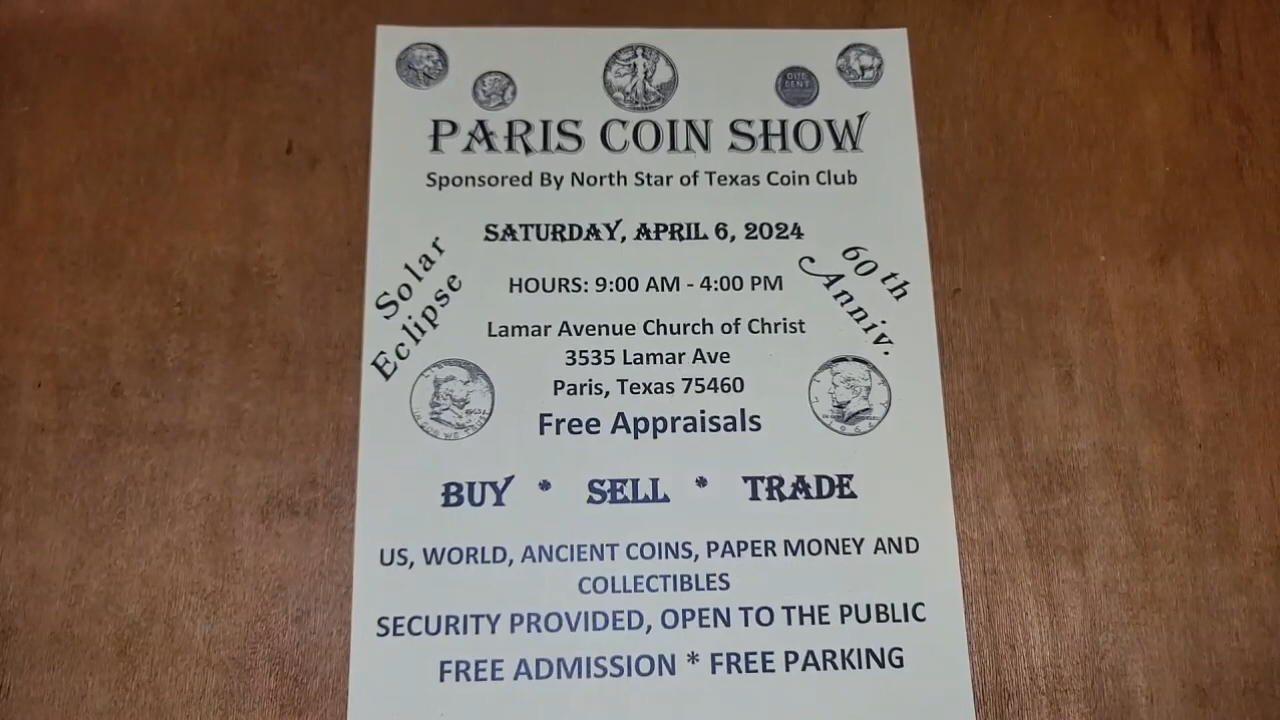 PARIS COIN SHOW
Sponsored By North Star of Texas Coin Club
SATURDAY, APRIL 6, 2024
Solar
Eclipse
60th
Anniv.
HOURS: 9:00 AM - 4:00 PM
Lamar Avenue Church of Christ
3535 Lamar Ave
Paris, Texas 75460
Free Appraisals
BUY * SELL * TRADE
US, WORLD, ANCIENT COINS, PAPER MONEY AND
COLLECTIBLES
SECURITY PROVIDED, OPEN TO THE PUBLIC
FREE ADMISSION * FREE PARKING
ONE
CENT
1964